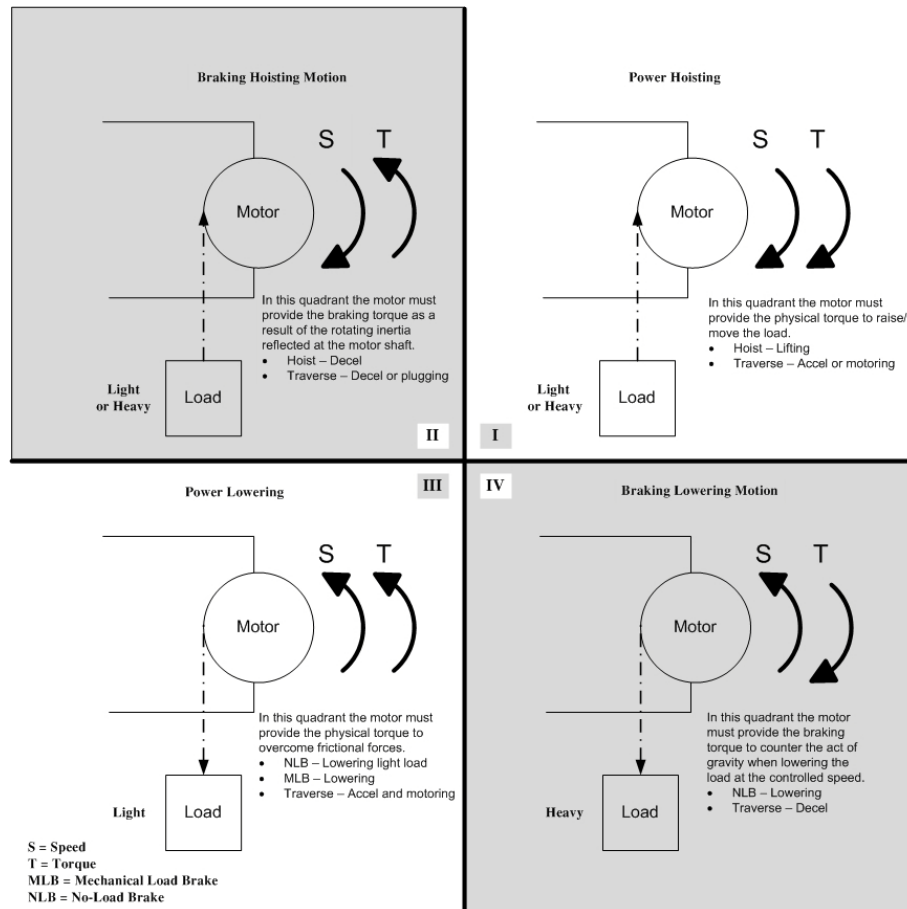 Braking Hoisting Motion
S T
Motor
In this quadrant the motor must
provide the braking torque as a
result of the rotating inertia
reflected at the motor shaft.
• Hoist – Decel
• Traverse – Decel or plugging
Light
or Heavy
Load
II
Power Hoisting
S T
Motor
In this quadrant the motor must
provide the physical torque to raise/
move the load.
• Hoist – Lifting
• Traverse – Accel or motoring
Light
or Heavy
Load
I
Power Lowering
III
S T
Motor
In this quadrant the motor must
provide the physical torque to
overcome frictional forces.
• NLB – Lowering light load
• MLB – Lowering
• Traverse – Accel and motoring
Light
Load
S = Speed
T = Torque
MLB = Mechanical Load Brake
NLB = No-Load Brake
IV
Braking Lowering Motion
S T
Motor
In this quadrant the motor
must provide the braking
torque to counter the act of
gravity when lowering the
load at the controlled speed.
• NLB – Lowering
• Traverse – Decel
Heavy
Load